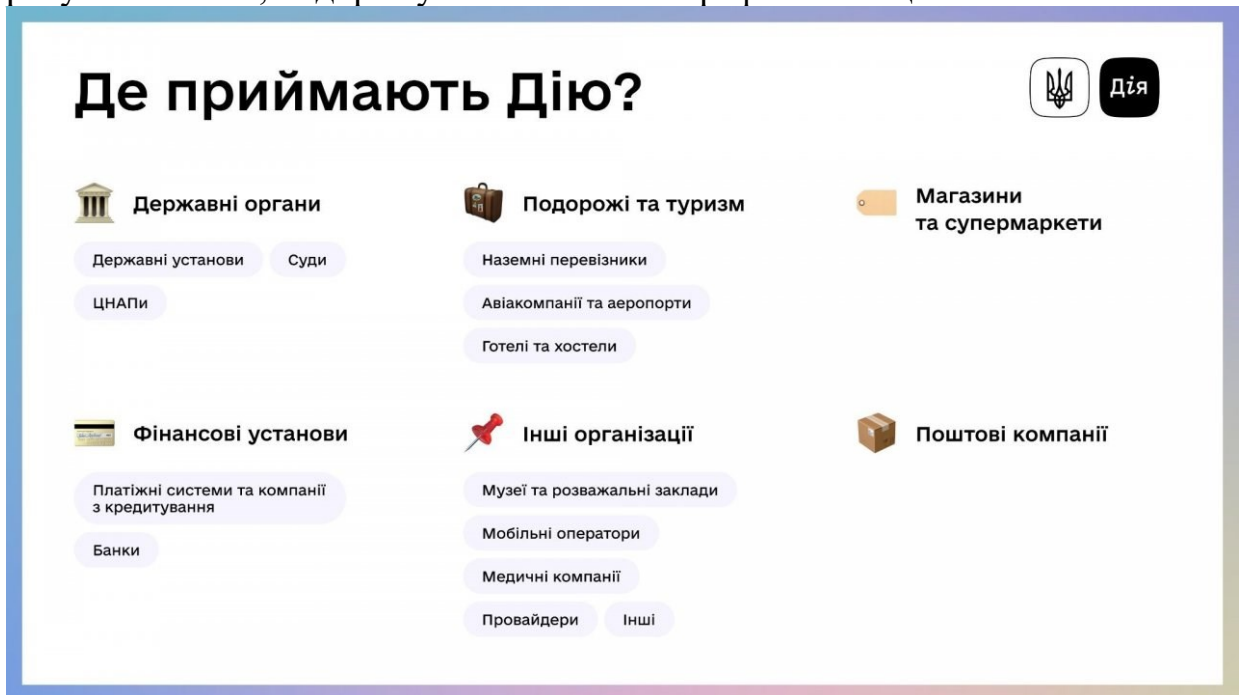 Де приймають Дію?
Дія
Державні органи
Державні установи
Суди
ЦНАПи
Подорожі та туризм
Наземні перевізники
Авіакомпанії та аеропорти
Готелі та хостели
Магазини
та супермаркети
Фінансові установи
Платіжні системи та компанії
з кредитування
Банки
Інші організації
Музеї та розважальні заклади
Мобільні оператори
Медичні компанії
Провайдери
Інші
Поштові компанії